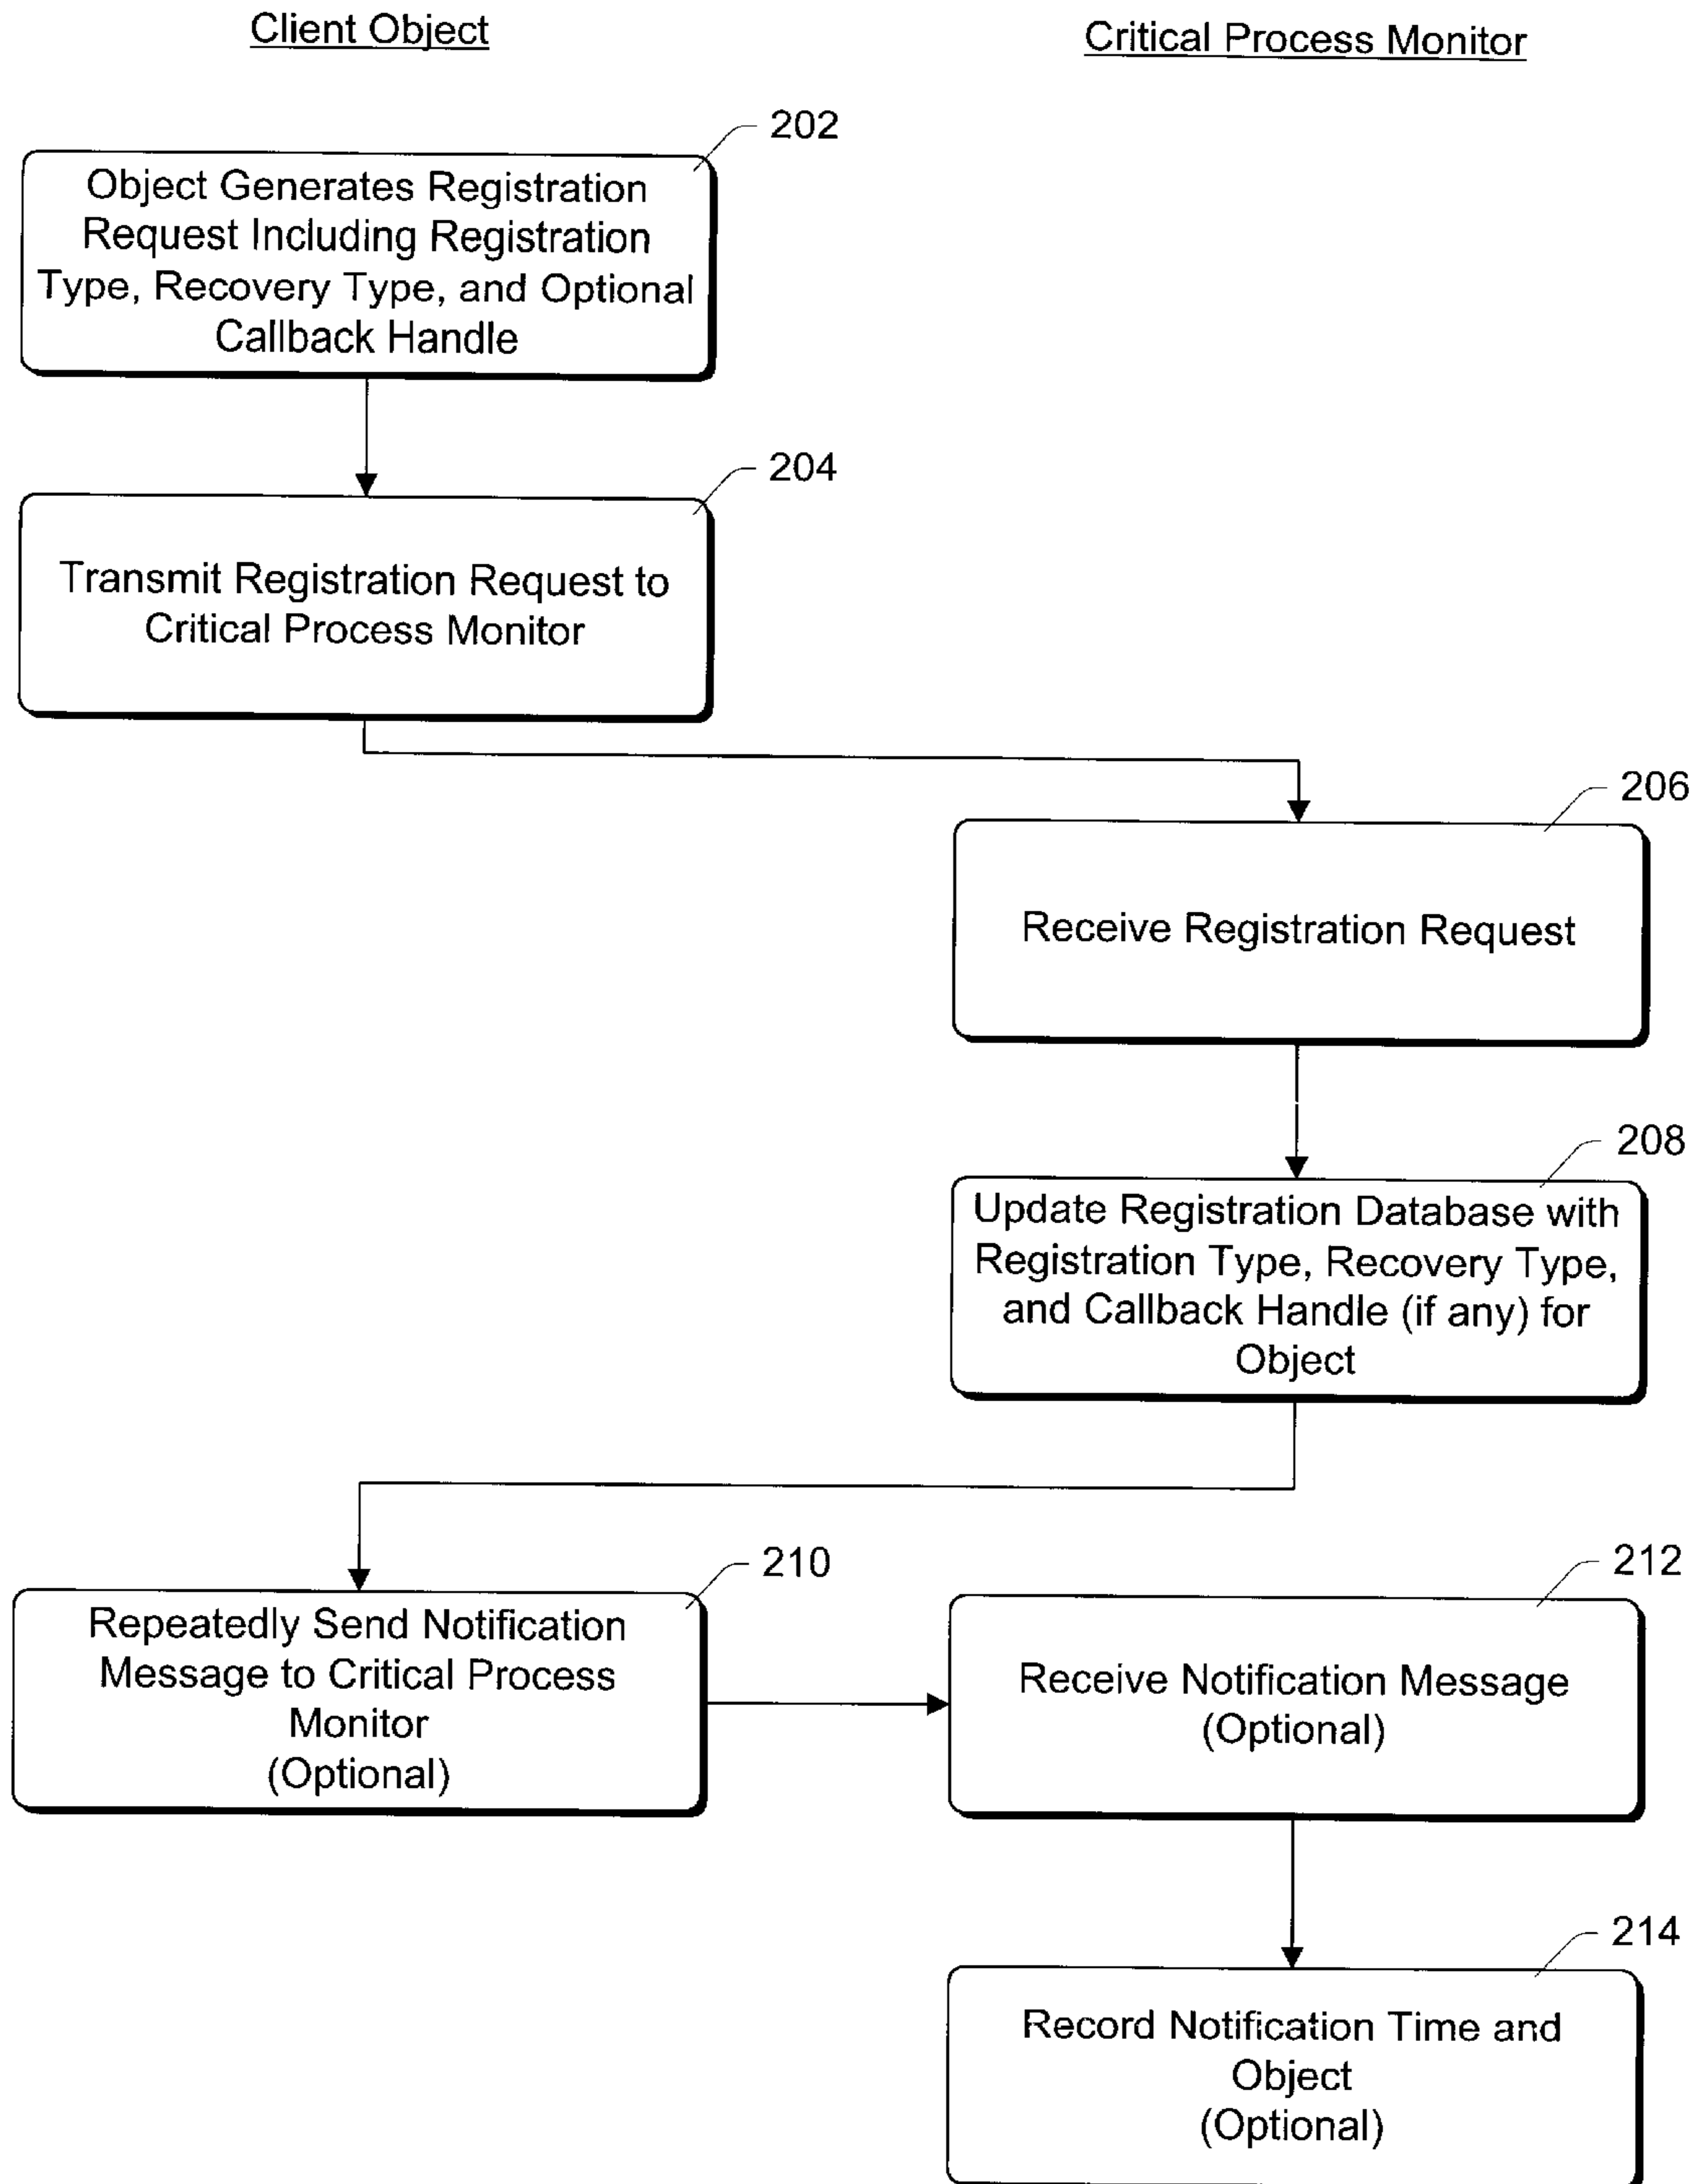 Client Object
Critical Process Monitor
202
Object Generates Registration
Request Including Registration
Type, Recovery Type, and Optional
Callback Handle
204
Transmit Registration Request to
Critical Process Monitor
206
Receive Registration Request
208
Update Registration Database with
Registration Type, Recovery Type,
and Callback Handle (if any) for
Object
210
Repeatedly Send Notification
Message to Critical Process
Monitor
(Optional)
212
Receive Notification Message
(Optional)
214
Record Notification Time and
Object
(Optional)